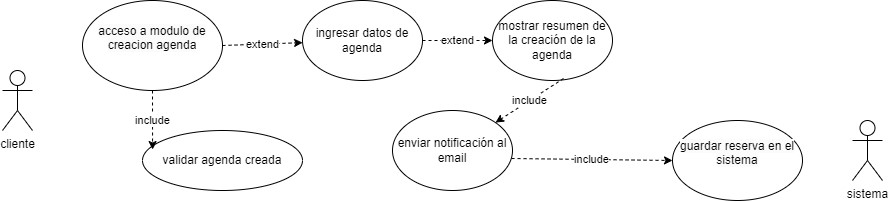 acceso a modulo de
creacion agenda
extend
ingresar datos de
agenda
extend
mostrar resumen de
la creación de la
agenda
include
include
cliente
validar agenda creada
enviar notificación al
email
include
guardar reserva en el
sistema
sistema